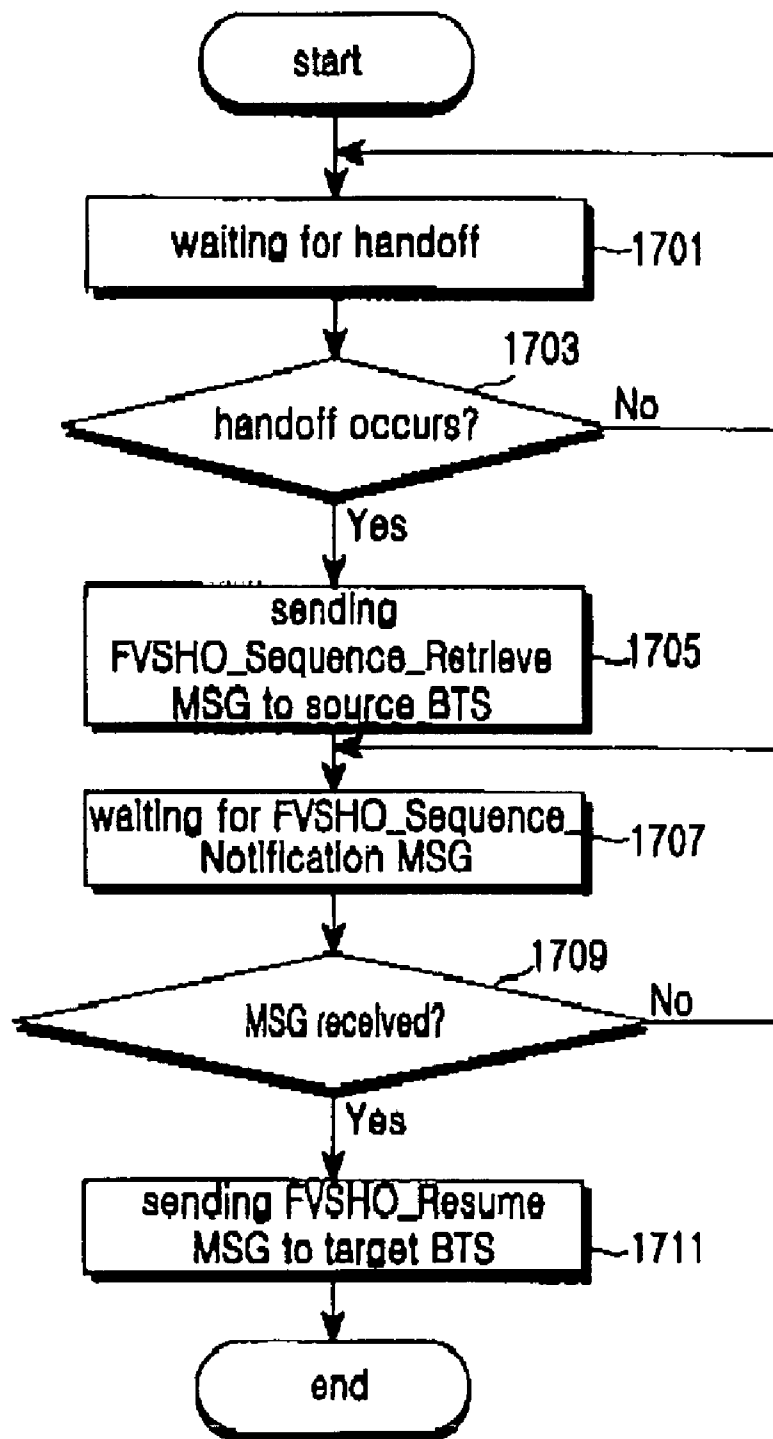 start
waiting for handoff
1701
1703
handoff occurs?
No
Yes
sending
FVSHO_Sequence_Retrieve
MSG to source BTS
1705
waiting for FVSHO_Sequence_
Notification MSG
1707
1709
MSG received?
No
Yes
sending FVSHO_Resume
MSG to target BTS
1711
end